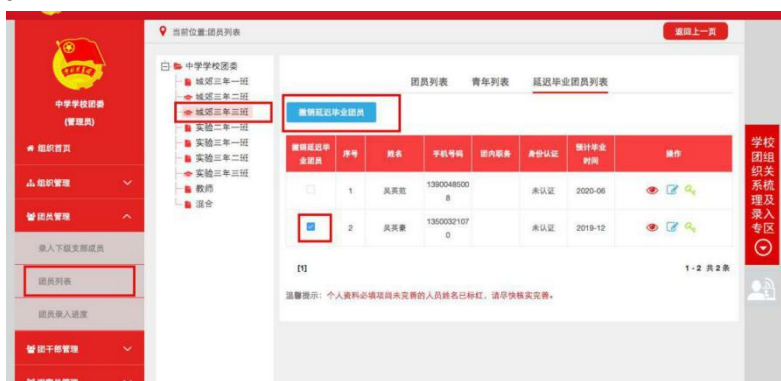 当前位置:团员列表
返回上一页
中学学校团委
(管理员)
组织首页
组织管理
团员管理
录入下级支部成员
团员列表
团员录入进度
团干部管理
中学学校团委
城郊三年一班
城郊三年二班
城郊三年三班
实验二年一班
实验三年一班
实验三年二班
实验三年三班
教师
混合
团员列表 青年列表 延迟毕业团员列表
撤销延迟毕业团员
撤销延迟毕业团员 序号 姓名 手机号码 团内职务 身份认证 预计毕业时间 操作
1 吴英范 13900485008 未认证 2020-06
2 吴英豪 13500321070 未认证 2019-12
[1]
1-2 共2条
温馨提示：个人资料必填项尚未完善的人员姓名已标红，请尽快核实完善。
学校团组织关系统理及录入专区